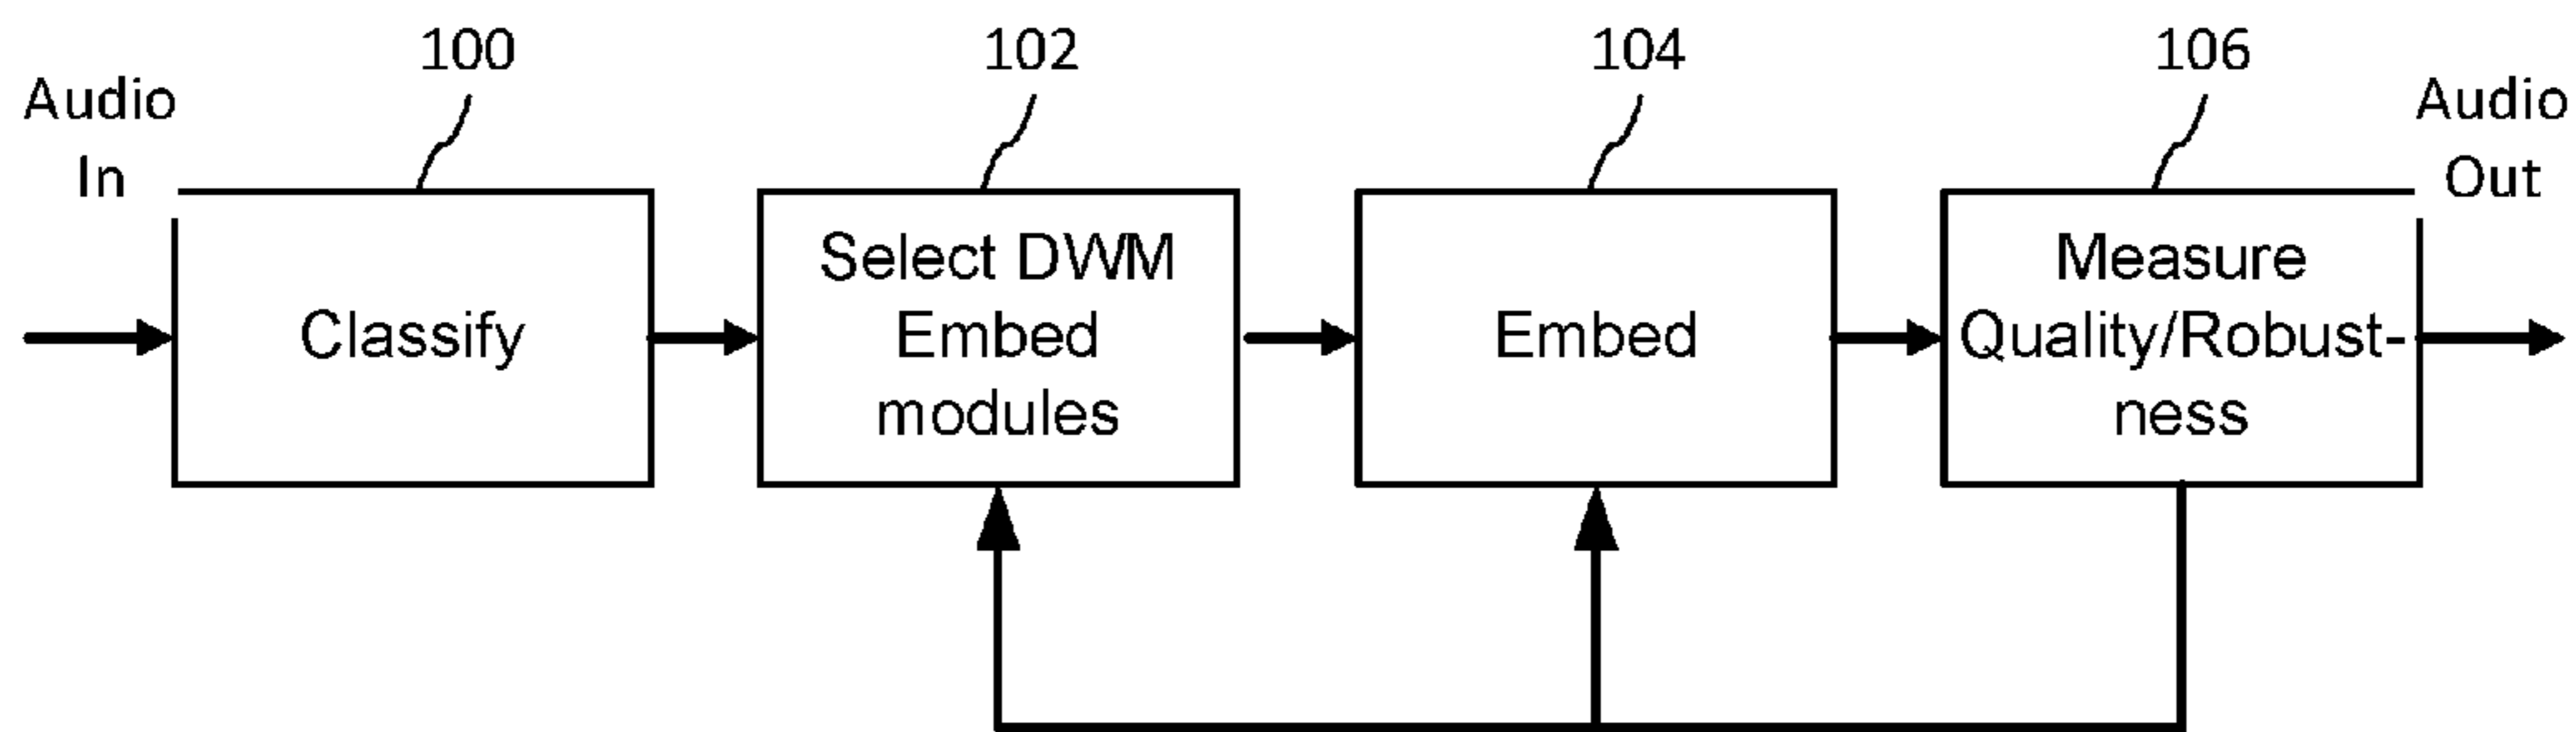 100
102
104
106
Audio
In
Audio
Out
Classify
Select DWM
Embed
modules
Embed
Measure
Quality/Robust-
ness